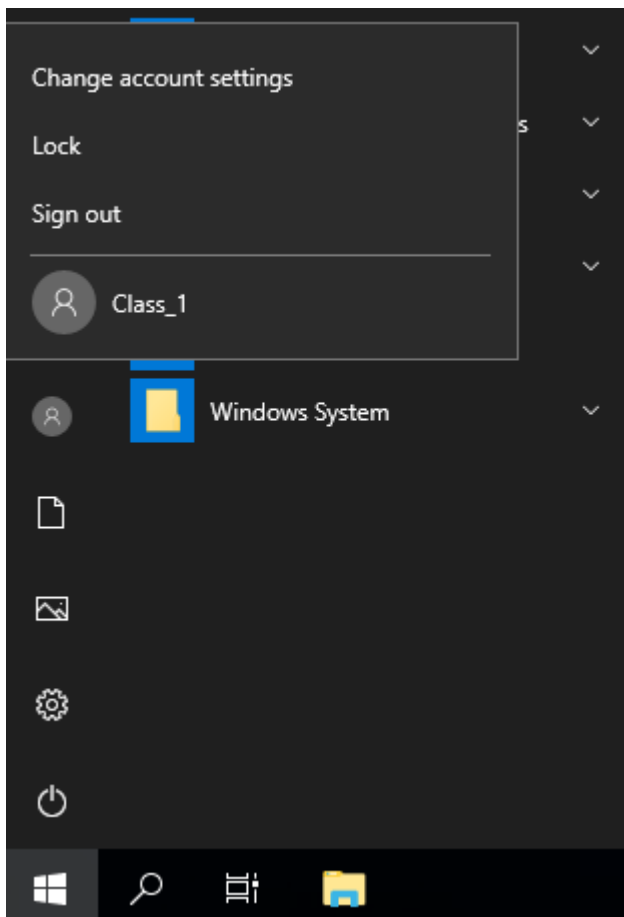 Change account settings
s
Lock
Sign out
Class_1
Windows System